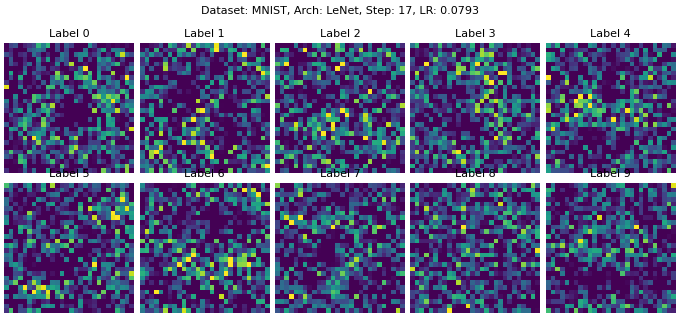 Dataset: MNIST, Arch: LeNet, Step: 17, LR: 0.0793
Label 0 Label 1 Label 2 Label 3 Label 4
Label 5 Label 6 Label 7 Label 8 Label 9